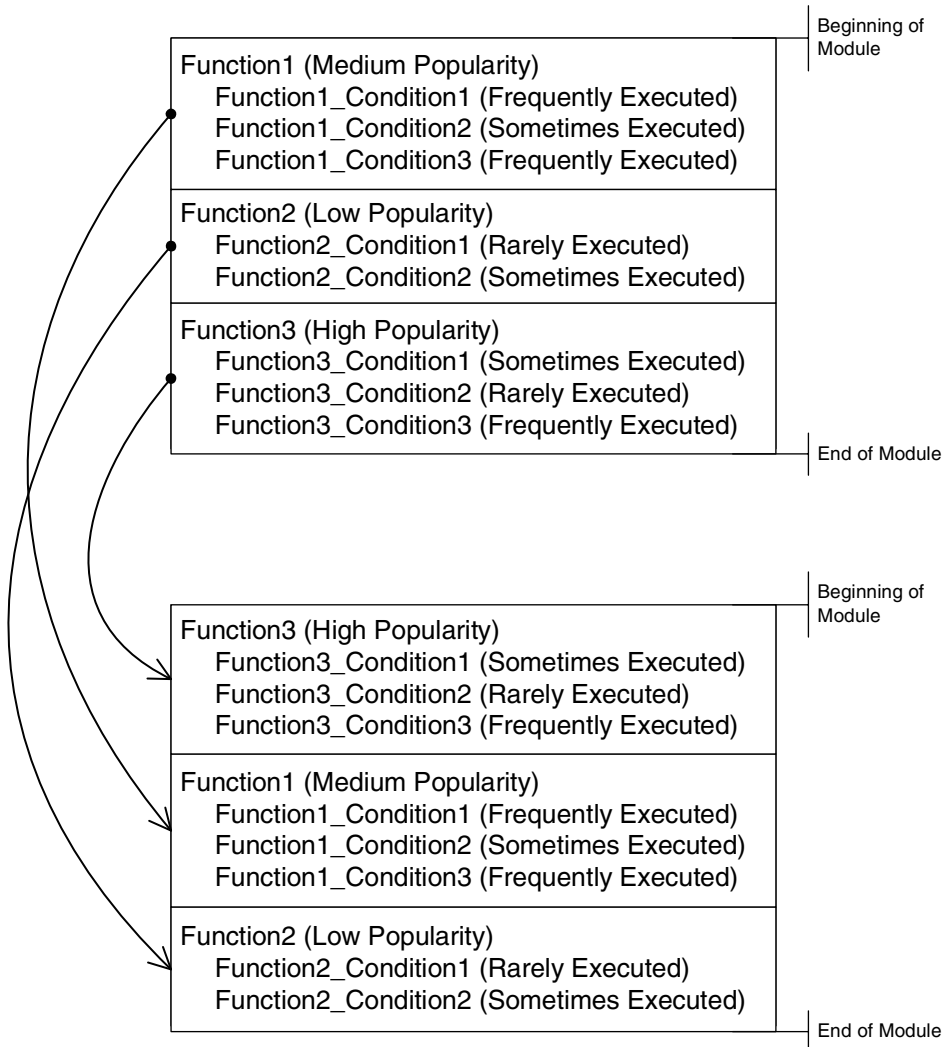 Beginning of
Module
Function1 (Medium Popularity)
Function1_Condition1 (Frequently Executed)
Function1_Condition2 (Sometimes Executed)
Function1_Condition3 (Frequently Executed)
Function2 (Low Popularity)
Function2_Condition1 (Rarely Executed)
Function2_Condition2 (Sometimes Executed)
Function3 (High Popularity)
Function3_Condition1 (Sometimes Executed)
Function3_Condition2 (Rarely Executed)
Function3_Condition3 (Frequently Executed)
End of Module
Beginning of
Module
Function3 (High Popularity)
Function3_Condition1 (Sometimes Executed)
Function3_Condition2 (Rarely Executed)
Function3_Condition3 (Frequently Executed)
Function1 (Medium Popularity)
Function1_Condition1 (Frequently Executed)
Function1_Condition2 (Sometimes Executed)
Function1_Condition3 (Frequently Executed)
Function2 (Low Popularity)
Function2_Condition1 (Rarely Executed)
Function2_Condition2 (Sometimes Executed)
End of Module